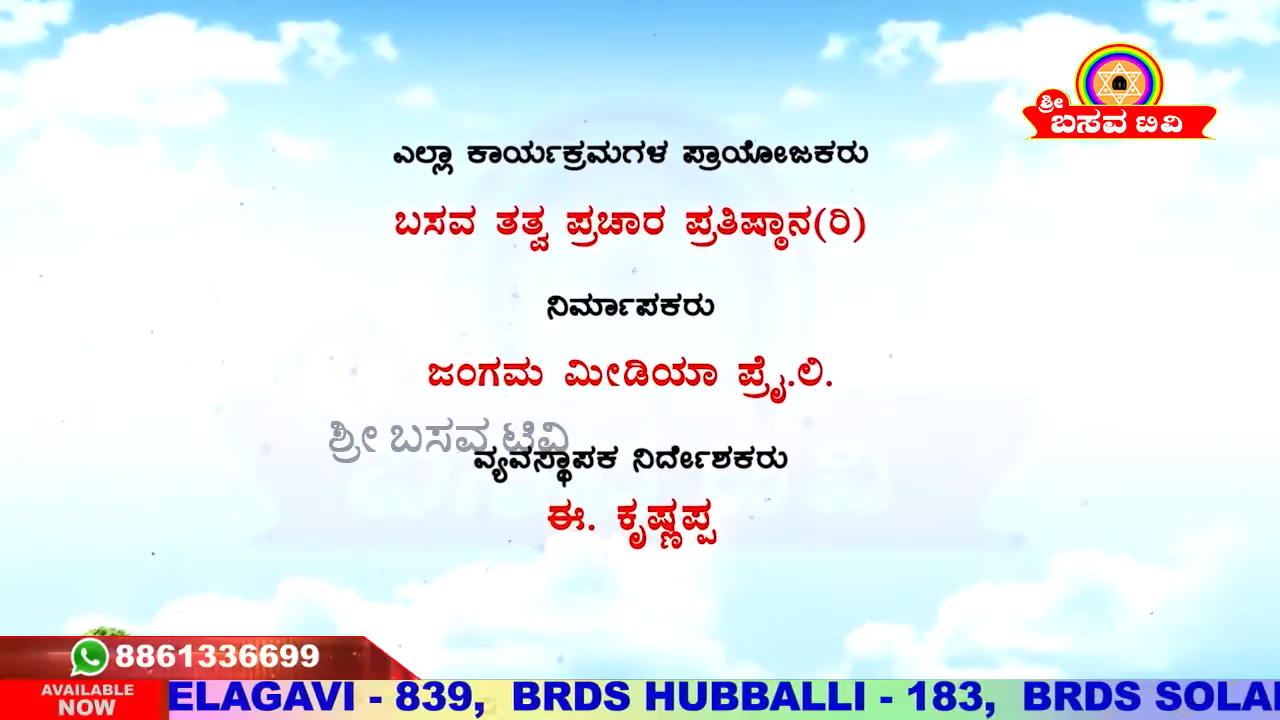 ಶ್ರೀ
ಬಸವ ಟಿವಿ
ಎಲ್ಲಾ ಕಾರ್ಯಕ್ರಮಗಳ ಪ್ರಾಯೋಜಕರು
ಬಸವ ತತ್ವ ಪ್ರಚಾರ ಪ್ರತಿಷ್ಠಾನ(ರಿ)
ನಿರ್ಮಾಪಕರು
ಜಂಗಮ ಮೀಡಿಯಾ ಪ್ರೈ.ಲಿ.
ಶ್ರೀ ಬಸವ ಟಿವಿ
ವ್ಯವಸ್ಥಾಪಕ ನಿರ್ದೇಶಕರು
ಈ. ಕೃಷ್ಣಪ್ಪ
8861336699
AVAILABLE
NOW
ELAGAVI - 839, BRDS HUBBALLI - 183, BRDS SOLA